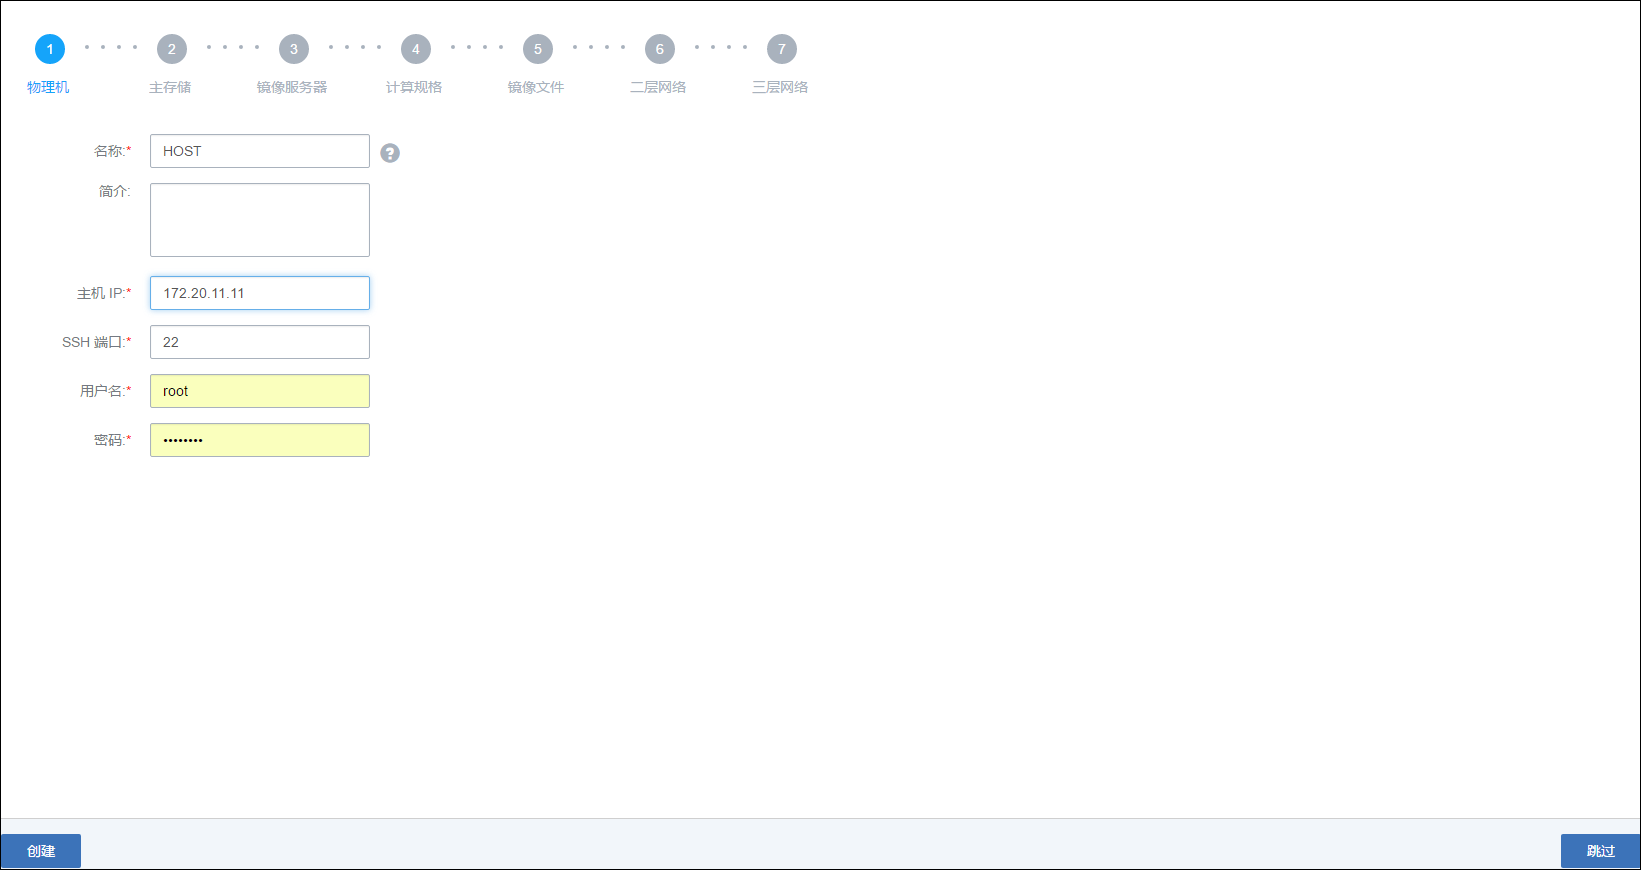 1 2 3 4 5 6 7
物理机 主存储 镜像服务器 计算规格 镜像文件 二层网络 三层网络
名称:* HOST ?
简介:
主机 IP:* 172.20.11.11
SSH 端口:* 22
用户名:* root
密码:* ••••••••
创建 跳过